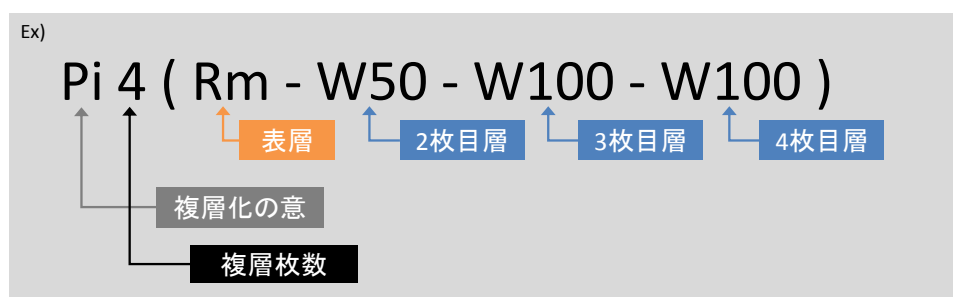 Ex)
Pi 4 ( Rm - W50 - W100 - W100 )
表層 2枚目層 3枚目層 4枚目層
複層化の意
複層枚数